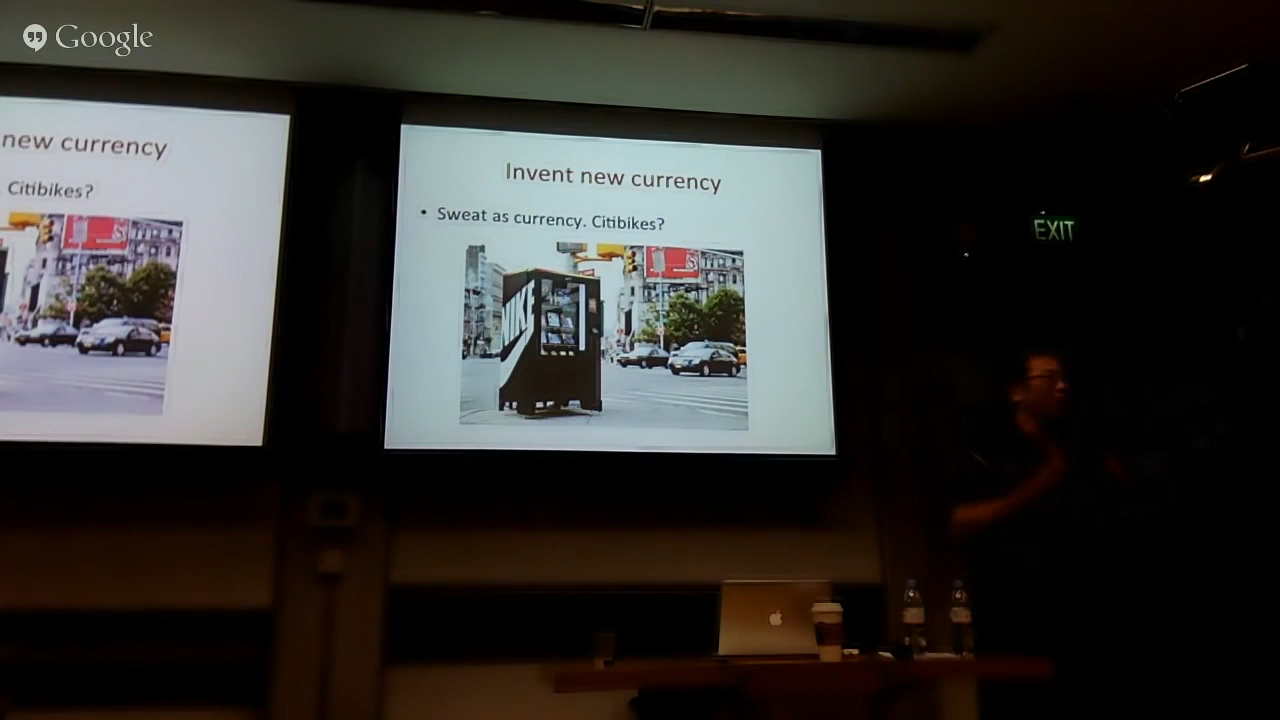 Google
new currency
Citibikes?
Invent new currency
• Sweat as currency. Citibikes?
NIKE
EXIT